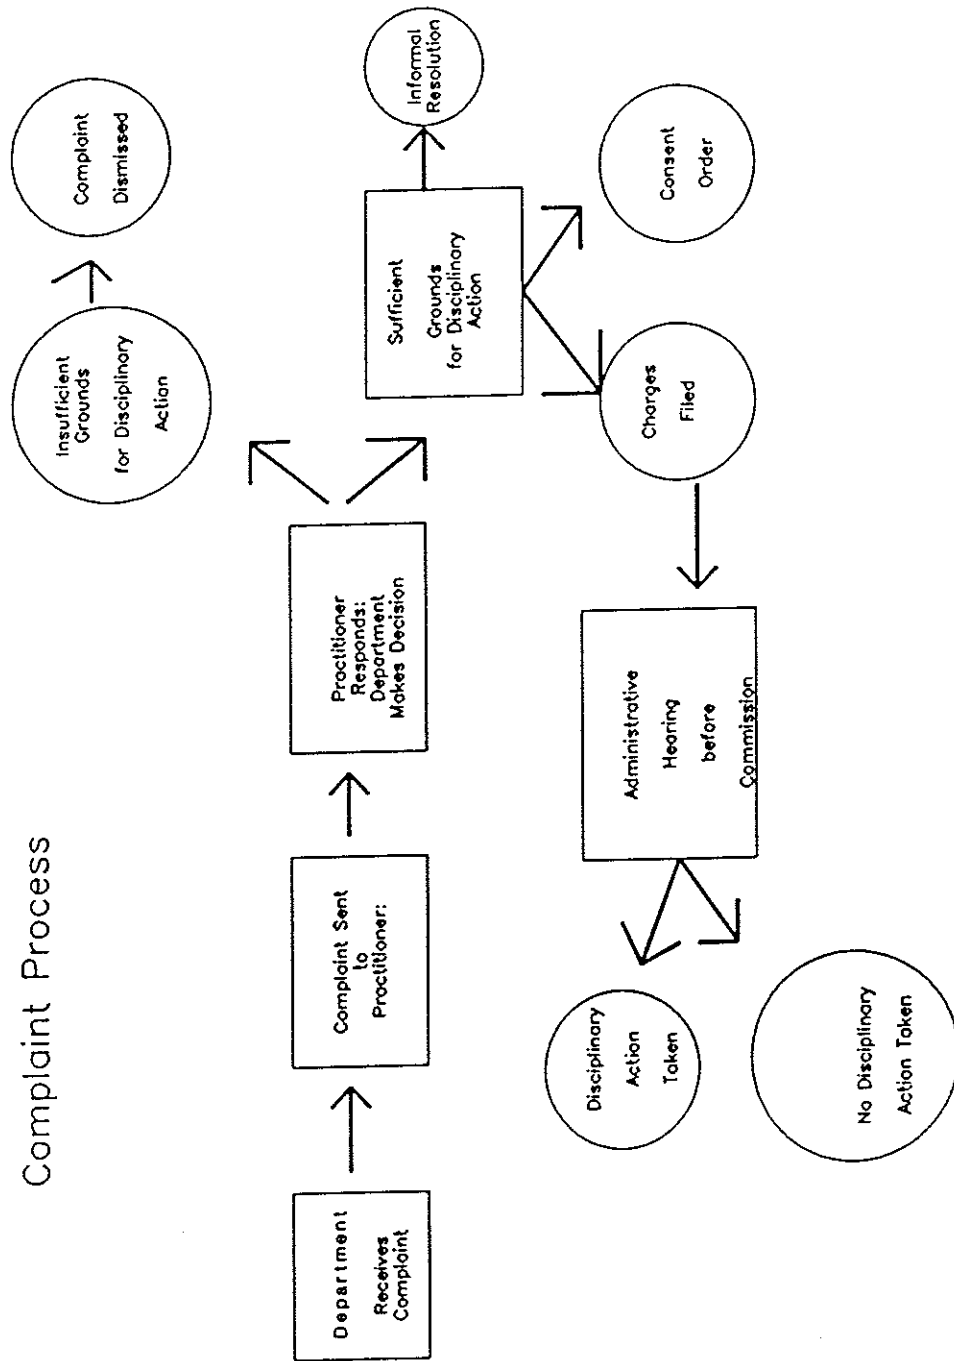 Complaint Process
Department
Receives
Complaint
Complaint Sent
to
Practitioner:
Practitioner
Responds:
Department
Makes Decision
Insufficient
Grounds
for Disciplinary
Action
Complaint
Dismissed
Sufficient
Grounds
for Disciplinary
Action
Informal
Resolution
Consent
Order
Charges
Filed
Administrative
Hearing
before
Commission
Disciplinary
Action
Taken
No Disciplinary
Action Taken